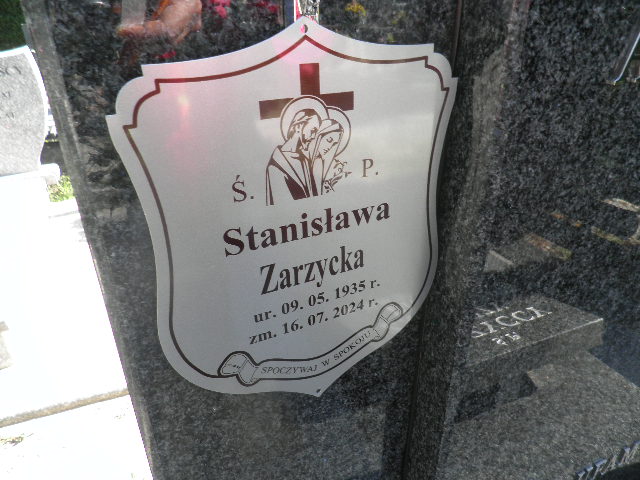 Ś. P.
Stanisława
Zarzycka
ur. 09. 05. 1935 r.
zm. 16. 07. 2024 r.
SPOCZYWAJ W SPOKOJU